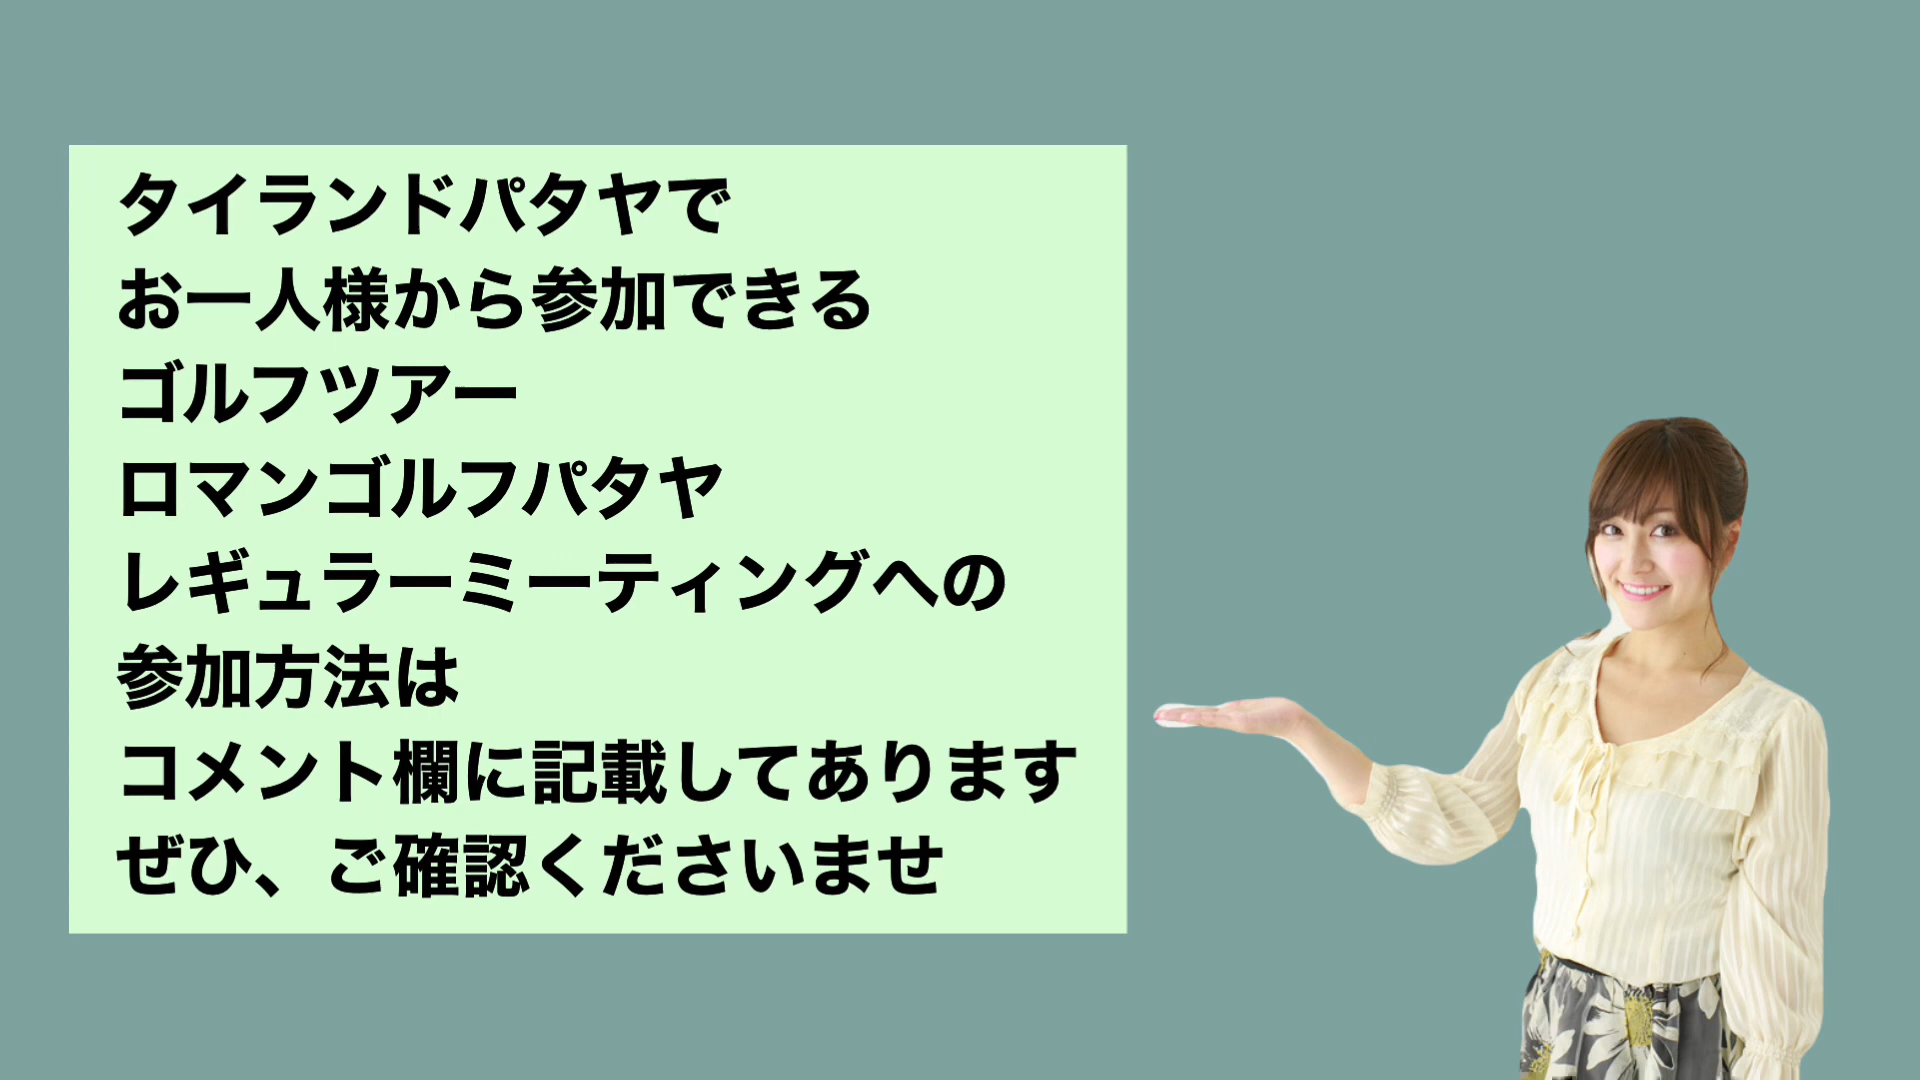 タイランドパタヤで
お一人様から参加できる
ゴルフツアー
ロマンゴルフパタヤ
レギュラーミーティングへの
参加方法は
コメント欄に記載してあります
ぜひ、ご確認くださいませ